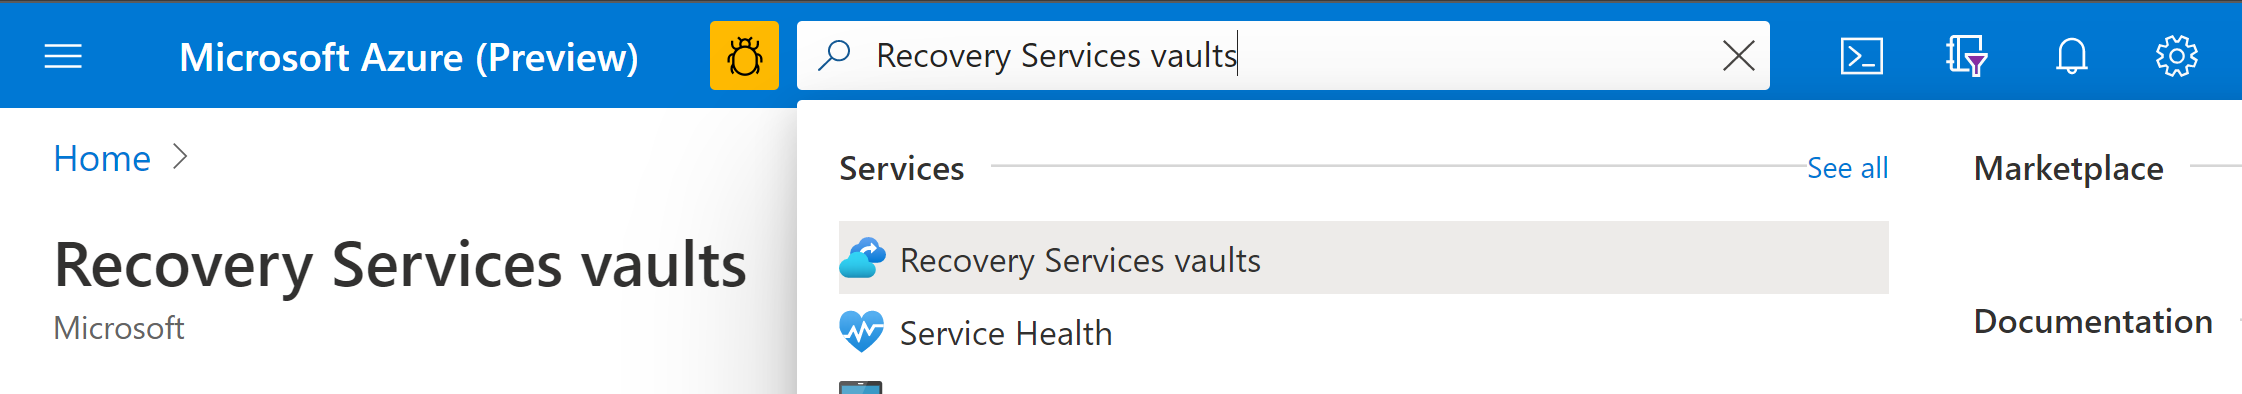 Microsoft Azure (Preview)
Recovery Services vaults
Home
Recovery Services vaults
Microsoft
Services
See all
Recovery Services vaults
Service Health
Marketplace
Documentation